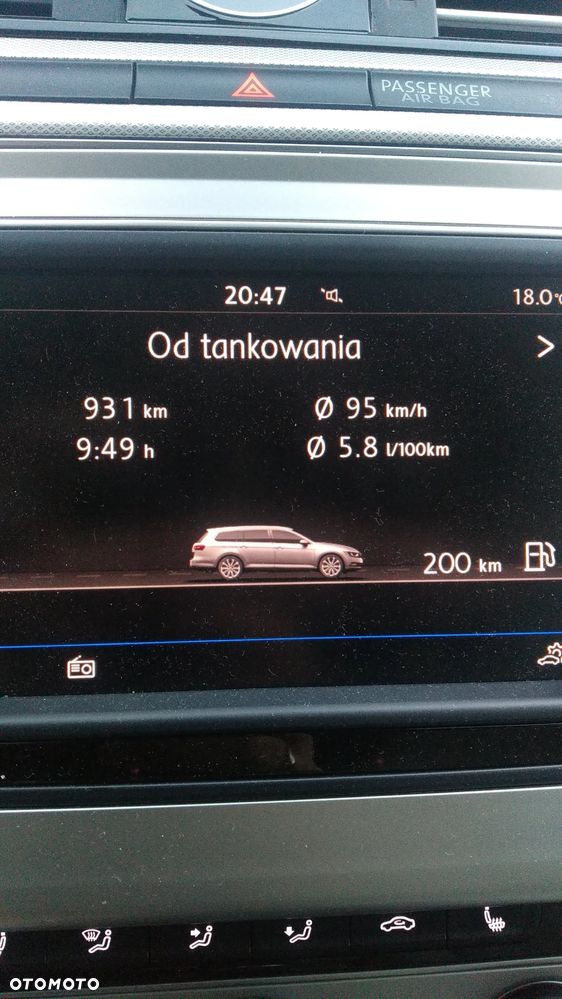 PASSENGER
AIR BAG
20:47
18.0°C
Od tankowania
931 km
Ø 95 km/h
9:49 h
Ø 5.8 l/100km
200 km
OTOMOTO